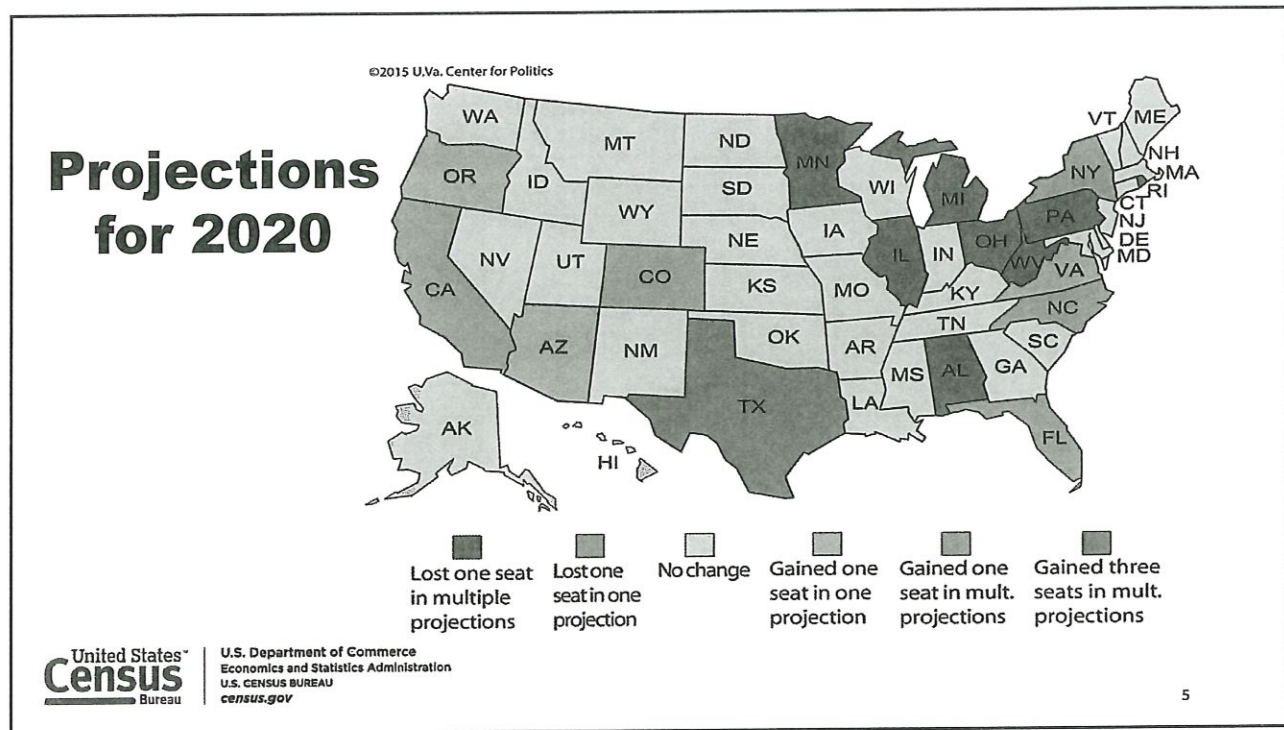 ©2015 U.Va. Center for Politics
Projections
for 2020
WA
MT
ND
MN
VT
ME
OR
ID
SD
WI
MI
NY
NH
MA
RI
WY
CT
NJ
PA
IA
NE
OH
DE
MD
NV
UT
IL
IN
WV
VA
CA
CO
KS
MO
KY
NC
TN
AZ
NM
OK
AR
SC
MS
AL
GA
TX
LA
AK
FL
HI
Lost one seat
in multiple
projections
Lost one
seat in one
projection
No change
Gained one
seat in one
projection
Gained one
seat in mult.
projections
Gained three
seats in mult.
projections
United States™
Census
Bureau
U.S. Department of Commerce
Economics and Statistics Administration
U.S. CENSUS BUREAU
census.gov
5